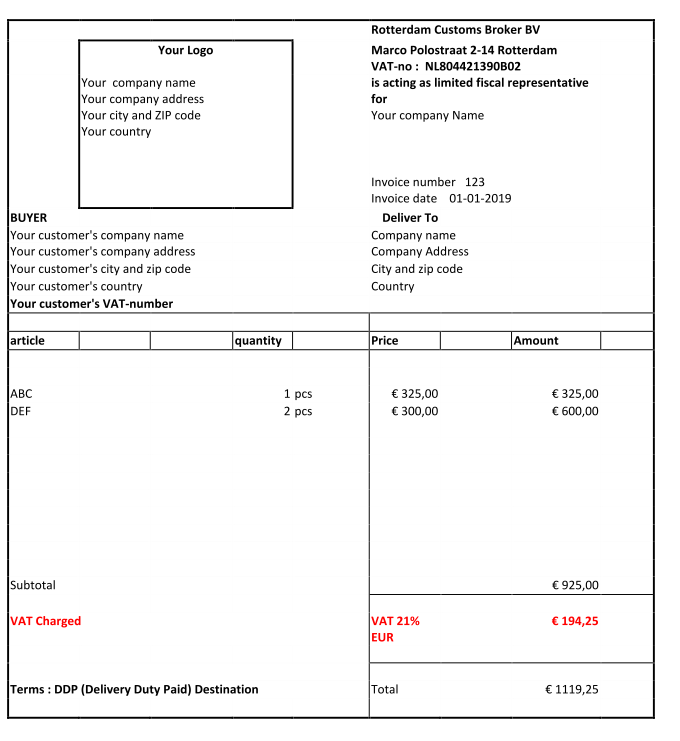 Rotterdam Customs Broker BV
Your Logo
Marco Polostraat 2-14 Rotterdam
VAT-no : NL804421390B02
Your company name
is acting as limited fiscal representative
Your company address
for
Your city and ZIP code
Your company Name
Your country
Invoice number 123
Invoice date 01-01-2019
BUYER
Deliver To
Your customer's company name
Company name
Your customer's company address
Company Address
Your customer's city and zip code
City and zip code
Your customer's country
Country
Your customer's VAT-number
article quantity Price Amount
ABC 1 pcs € 325,00 € 325,00
DEF 2 pcs € 300,00 € 600,00
Subtotal € 925,00
VAT Charged VAT 21% € 194,25
EUR
Terms : DDP (Delivery Duty Paid) Destination Total € 1119,25